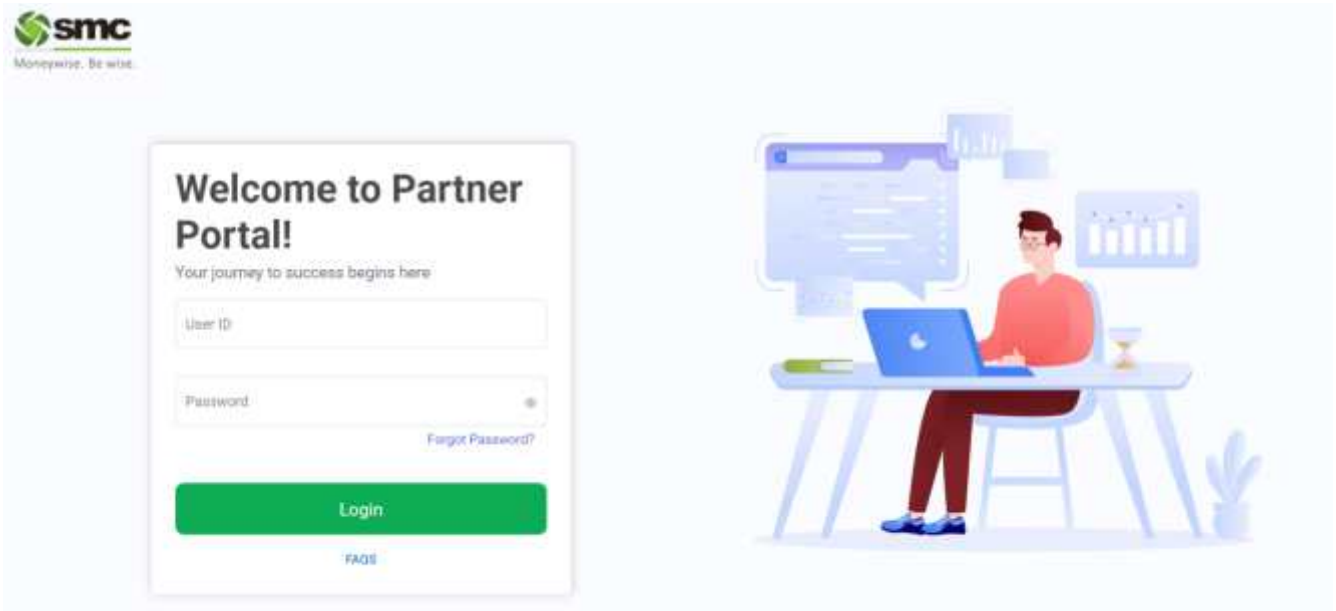 smc
Moneywise. Be wise.
Welcome to Partner
Portal!
Your journey to success begins here
User ID
Password
Forgot Password?
Login
FAQS